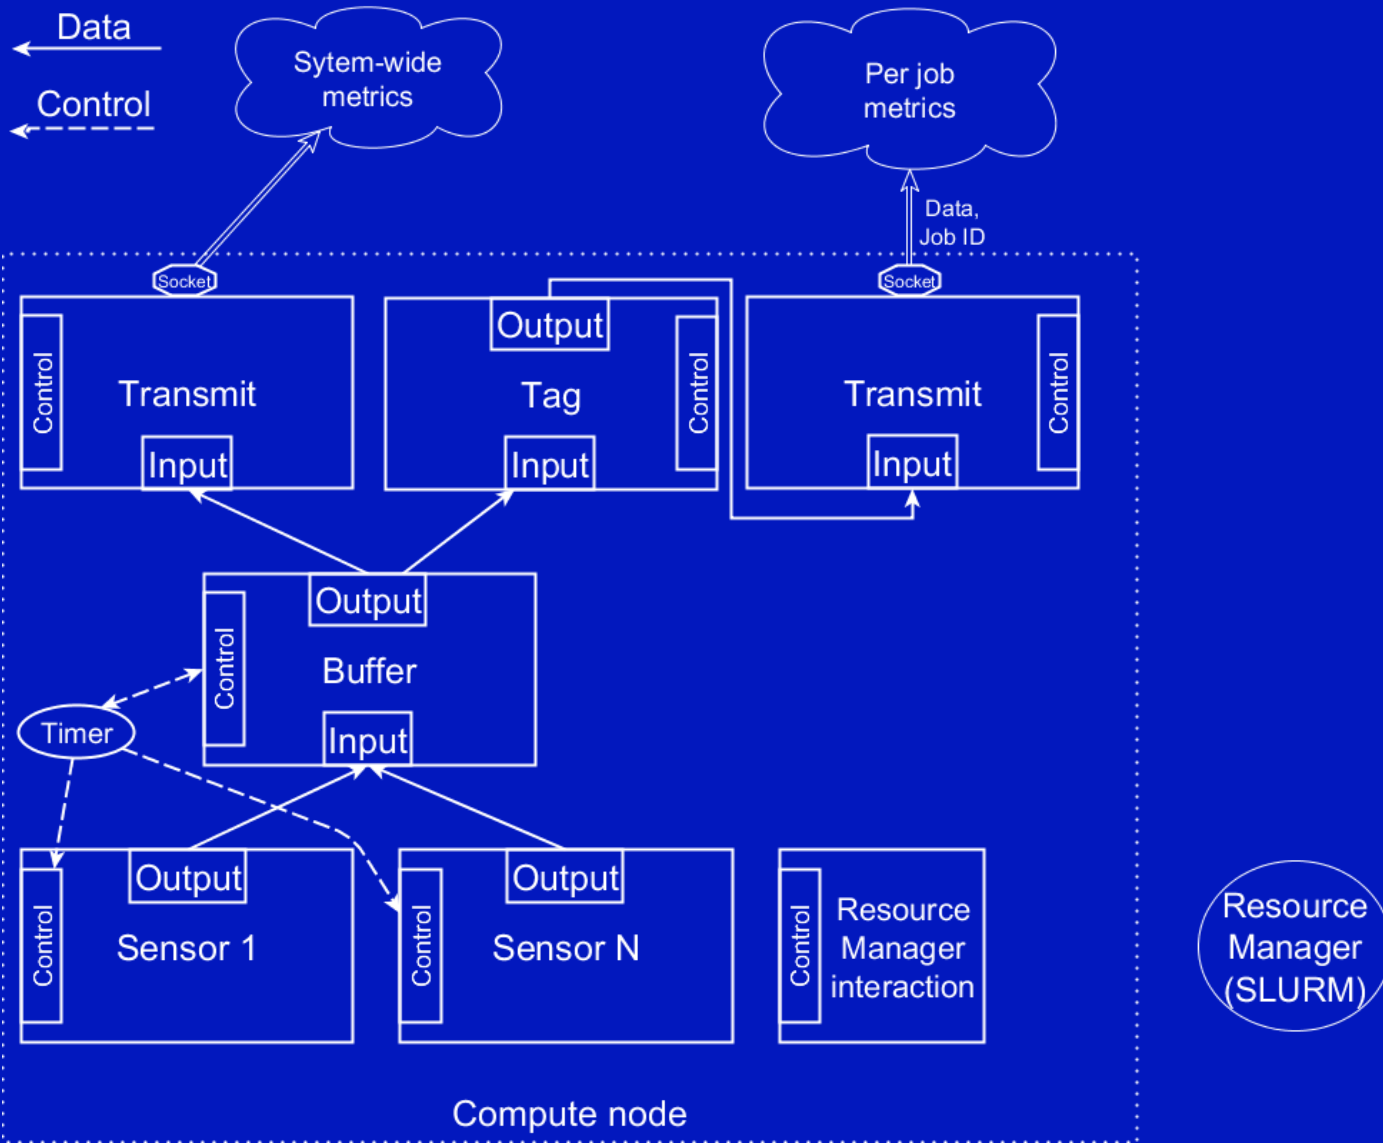 Data
Control
Sytem-wide
metrics
Per job
metrics
Data,
Job ID
Socket
Socket
Control
Transmit
Input
Output
Tag
Input
Control
Transmit
Input
Control
Output
Control
Buffer
Input
Timer
Output
Control
Sensor 1
Output
Control
Sensor N
Control
Resource
Manager
interaction
Resource
Manager
(SLURM)
Compute node